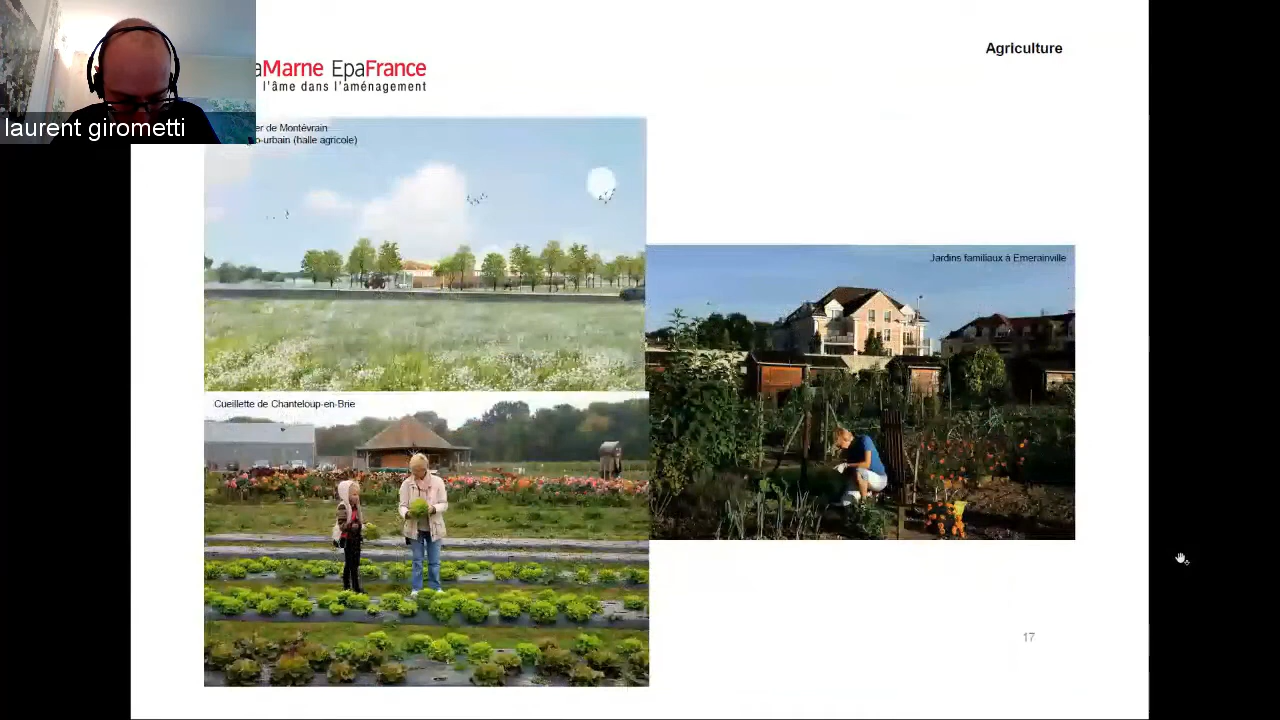 Agriculture
aMarne EpaFrance
l'âme dans l'aménagement
laurent girometti
er de Montévrain
o-urbain (halle agricole)
Jardins familiaux à Emerainville
Cueillette de Chanteloup-en-Brie
17